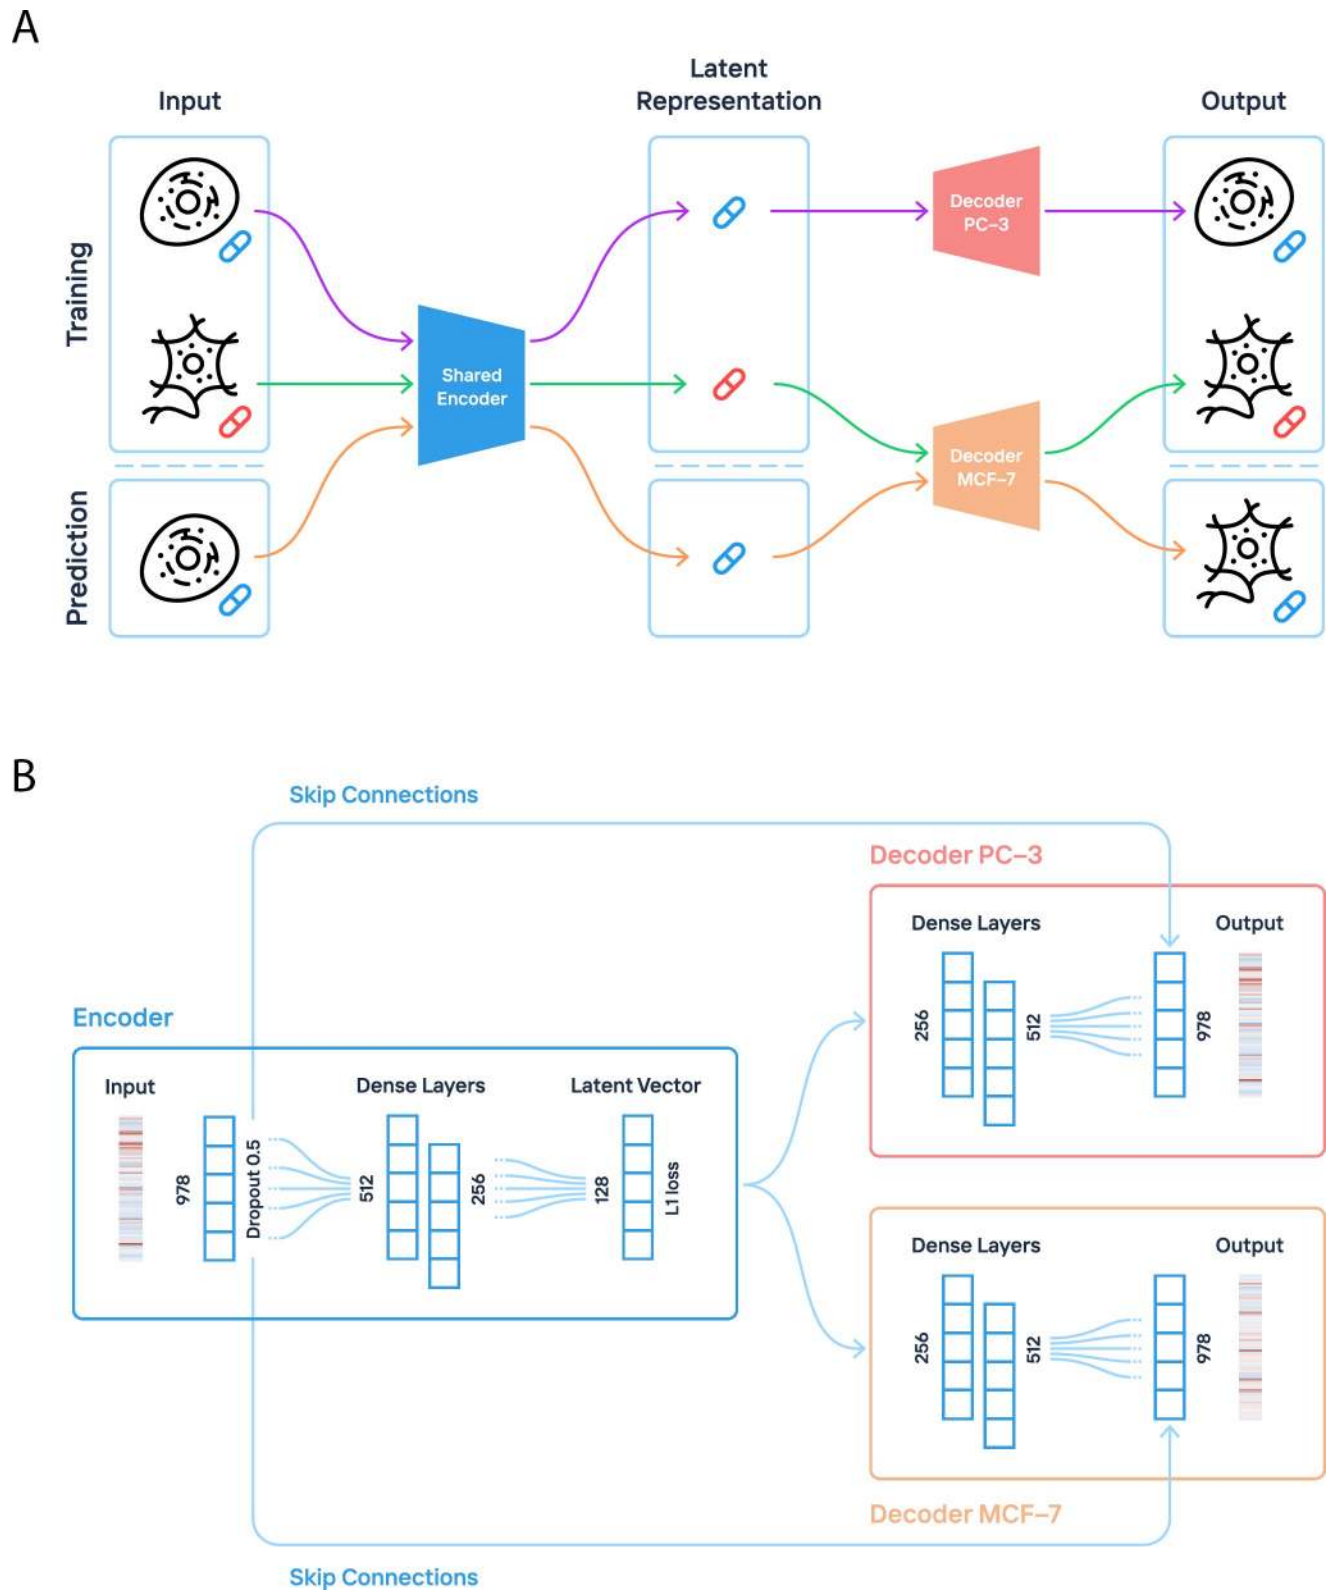 A
Input
Latent
Representation
Output
Training
Decoder
PC–3
Shared
Encoder
Decoder
MCF–7
Prediction
B
Skip Connections
Decoder PC–3
Dense Layers
Output
256
512
978
Encoder
Input
Dense Layers
Latent Vector
978
Dropout 0.5
512
256
128
L1 loss
Dense Layers
Output
256
512
978
Decoder MCF–7
Skip Connections